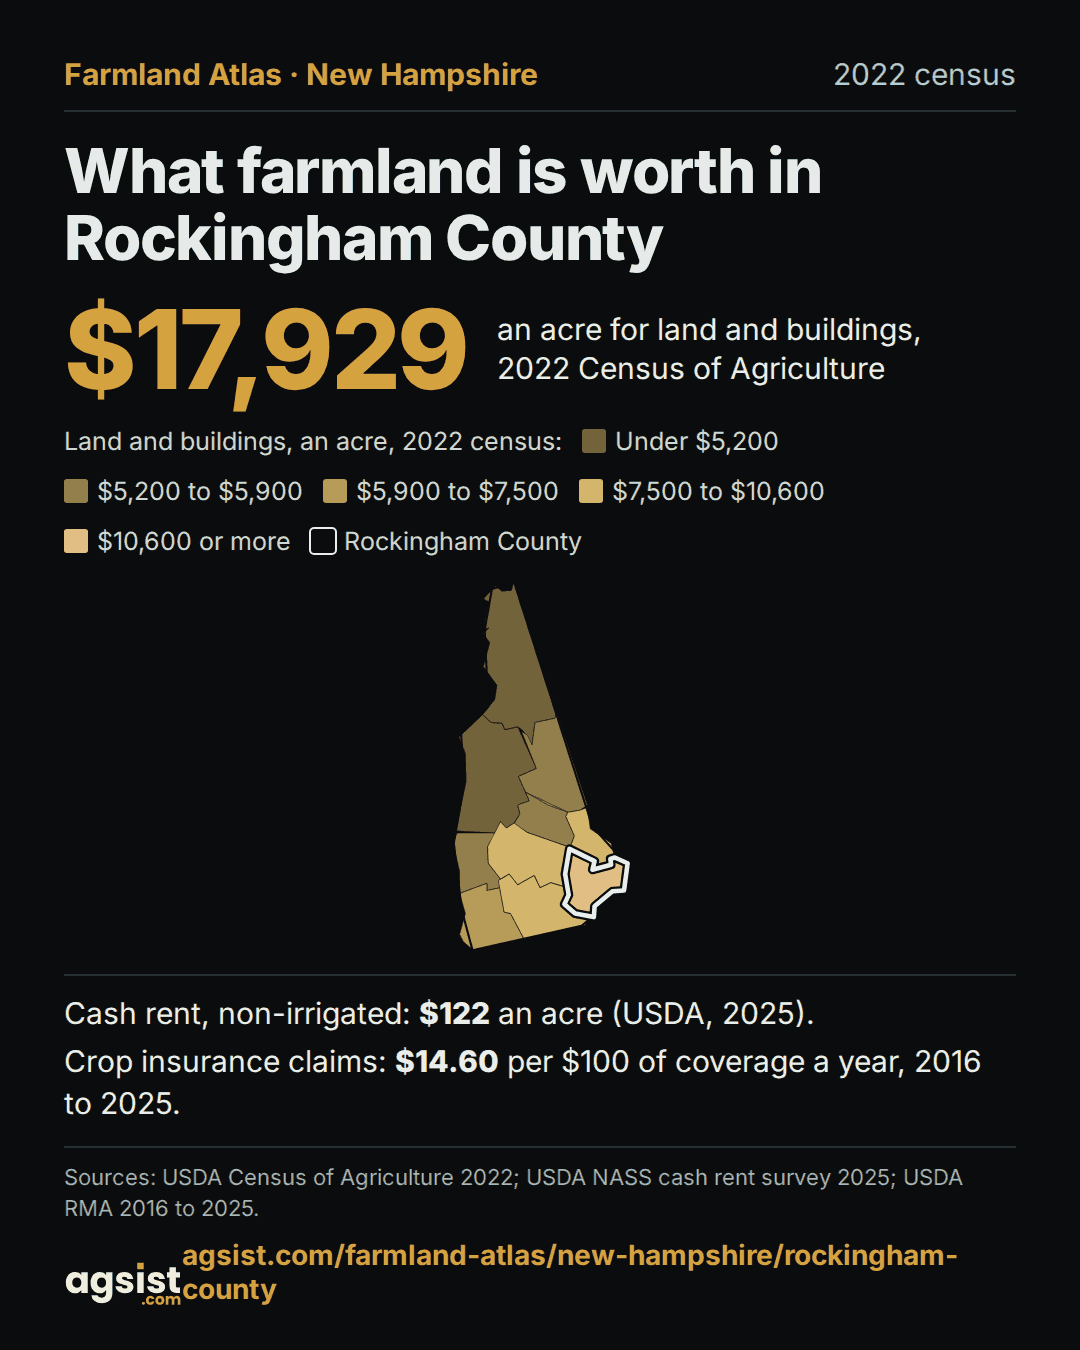 Farmland Atlas · New Hampshire
2022 census
What farmland is worth in
Rockingham County
$17,929
an acre for land and buildings,
2022 Census of Agriculture
Land and buildings, an acre, 2022 census: Under $5,200
$5,200 to $5,900 $5,900 to $7,500 $7,500 to $10,600
$10,600 or more Rockingham County
Cash rent, non-irrigated: $122 an acre (USDA, 2025).
Crop insurance claims: $14.60 per $100 of coverage a year, 2016
to 2025.
Sources: USDA Census of Agriculture 2022; USDA NASS cash rent survey 2025; USDA
RMA 2016 to 2025.
agsist.com
agsist.com/farmland-atlas/new-hampshire/rockingham-
county